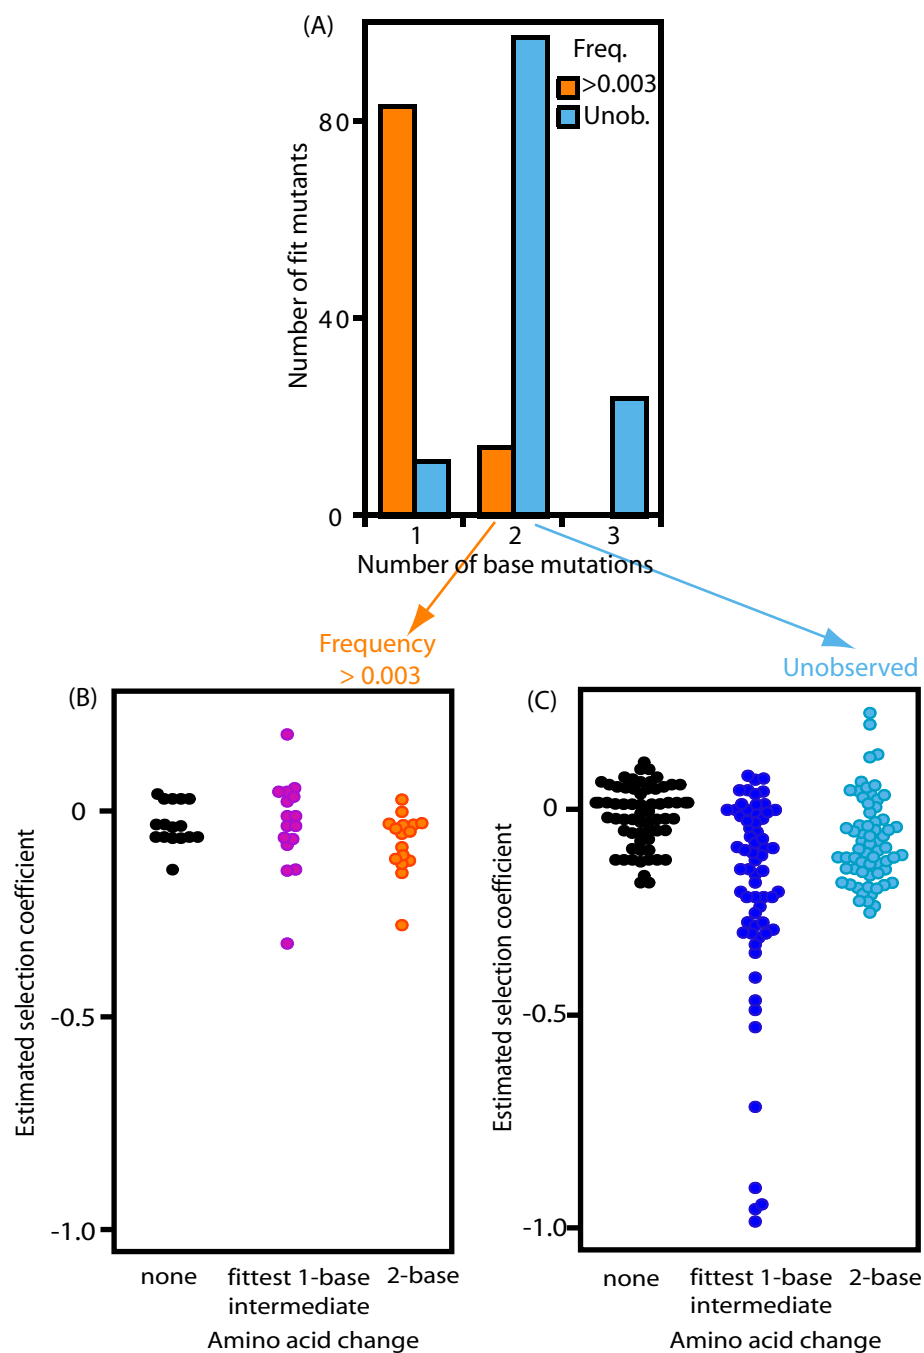 (A)
Freq.
>0.003
Unob.
80
40
0
Number of fit mutants
1 2 3
Number of base mutations
Frequency
> 0.003
Unobserved
(B)
0
-0.5
-1.0
Estimated selection coefficient
none fittest 1-base 2-base
intermediate
Amino acid change
(C)
0
-0.5
-1.0
Estimated selection coefficient
none fittest 1-base 2-base
intermediate
Amino acid change